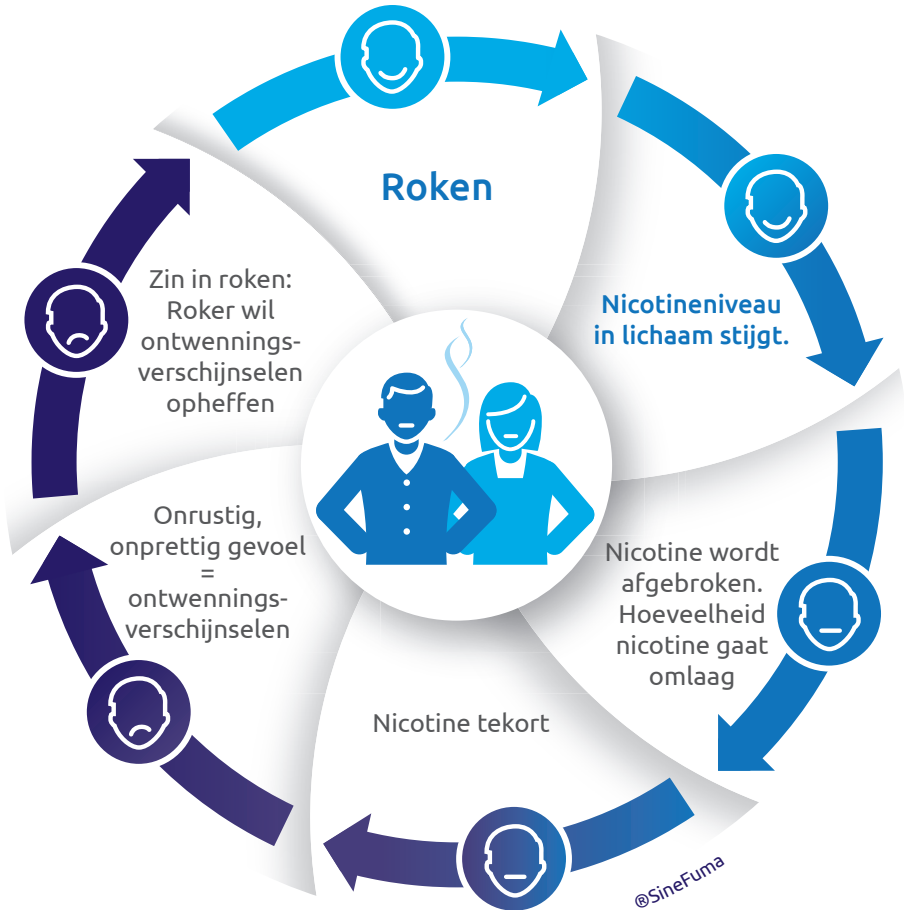 Roken
Nicotineniveau
in lichaam stijgt.
Nicotine wordt
afgebroken.
Hoeveelheid
nicotine gaat
omlaag
Nicotine tekort
Onrustig,
onprettig gevoel
=
ontwennings-
verschijnselen
Zin in roken:
Roker wil
ontwennings-
verschijnselen
opheffen
®SineFuma